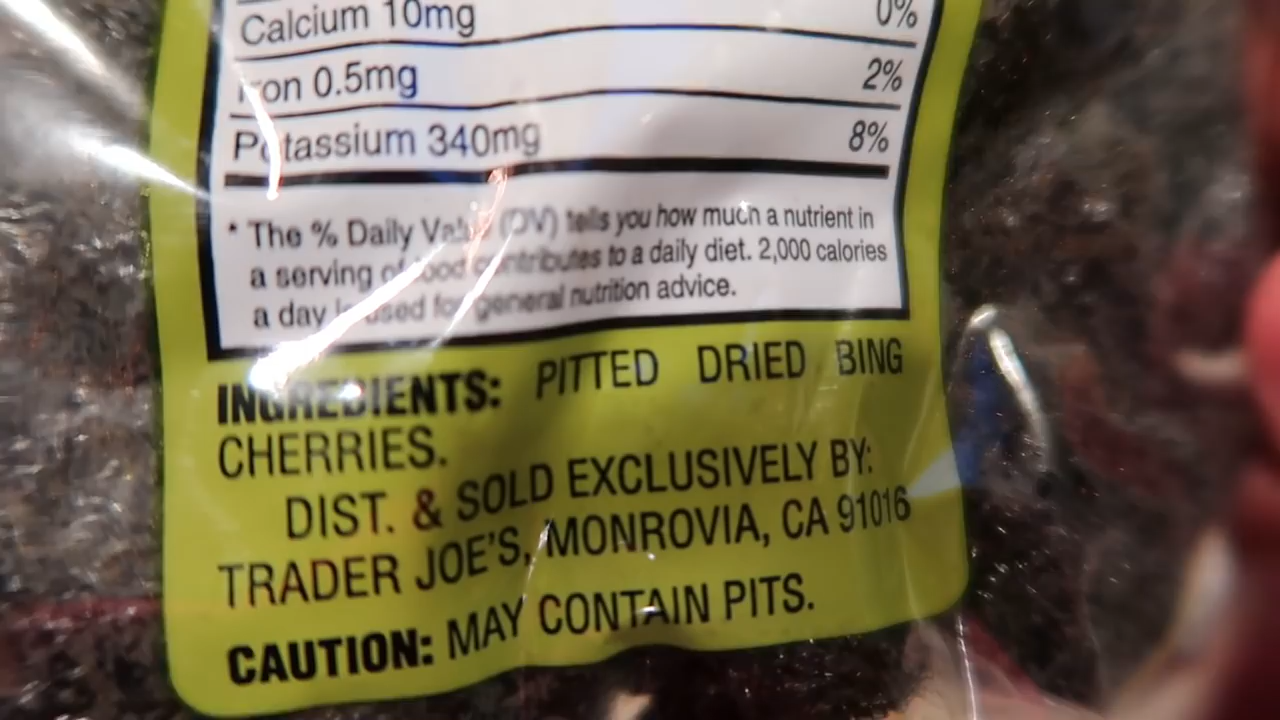 Calcium 10mg 0%
Iron 0.5mg 2%
Potassium 340mg 8%
* The % Daily Value (DV) tells you how much a nutrient in
a serving of food contributes to a daily diet. 2,000 calories
a day is used for general nutrition advice.
INGREDIENTS: PITTED DRIED BING
CHERRIES.
DIST. & SOLD EXCLUSIVELY BY:
TRADER JOE'S, MONROVIA, CA 91016
CAUTION: MAY CONTAIN PITS.